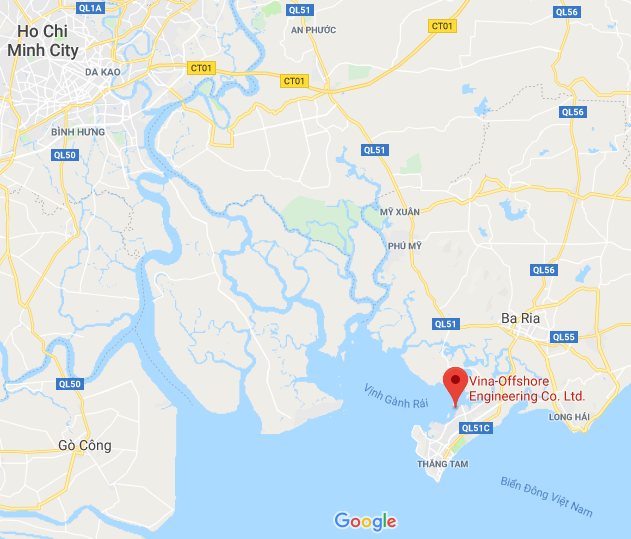 QL1A
QL51
QL56
Ho Chi
Minh City
CT01
AN PHƯỚC
DA KAO
CT01
CT01
QL56
BÌNH HƯNG
QL50
QL51
MỸ XUÂN
PHÚ MỸ
QL56
Ba Ria
QL51
QL55
QL50
Vịnh Gành Rái
Vina-Offshore
Engineering Co. Ltd.
LONG HẢI
QL51C
Gò Công
THẮNG TAM
Biển Đông Việt Nam
Google